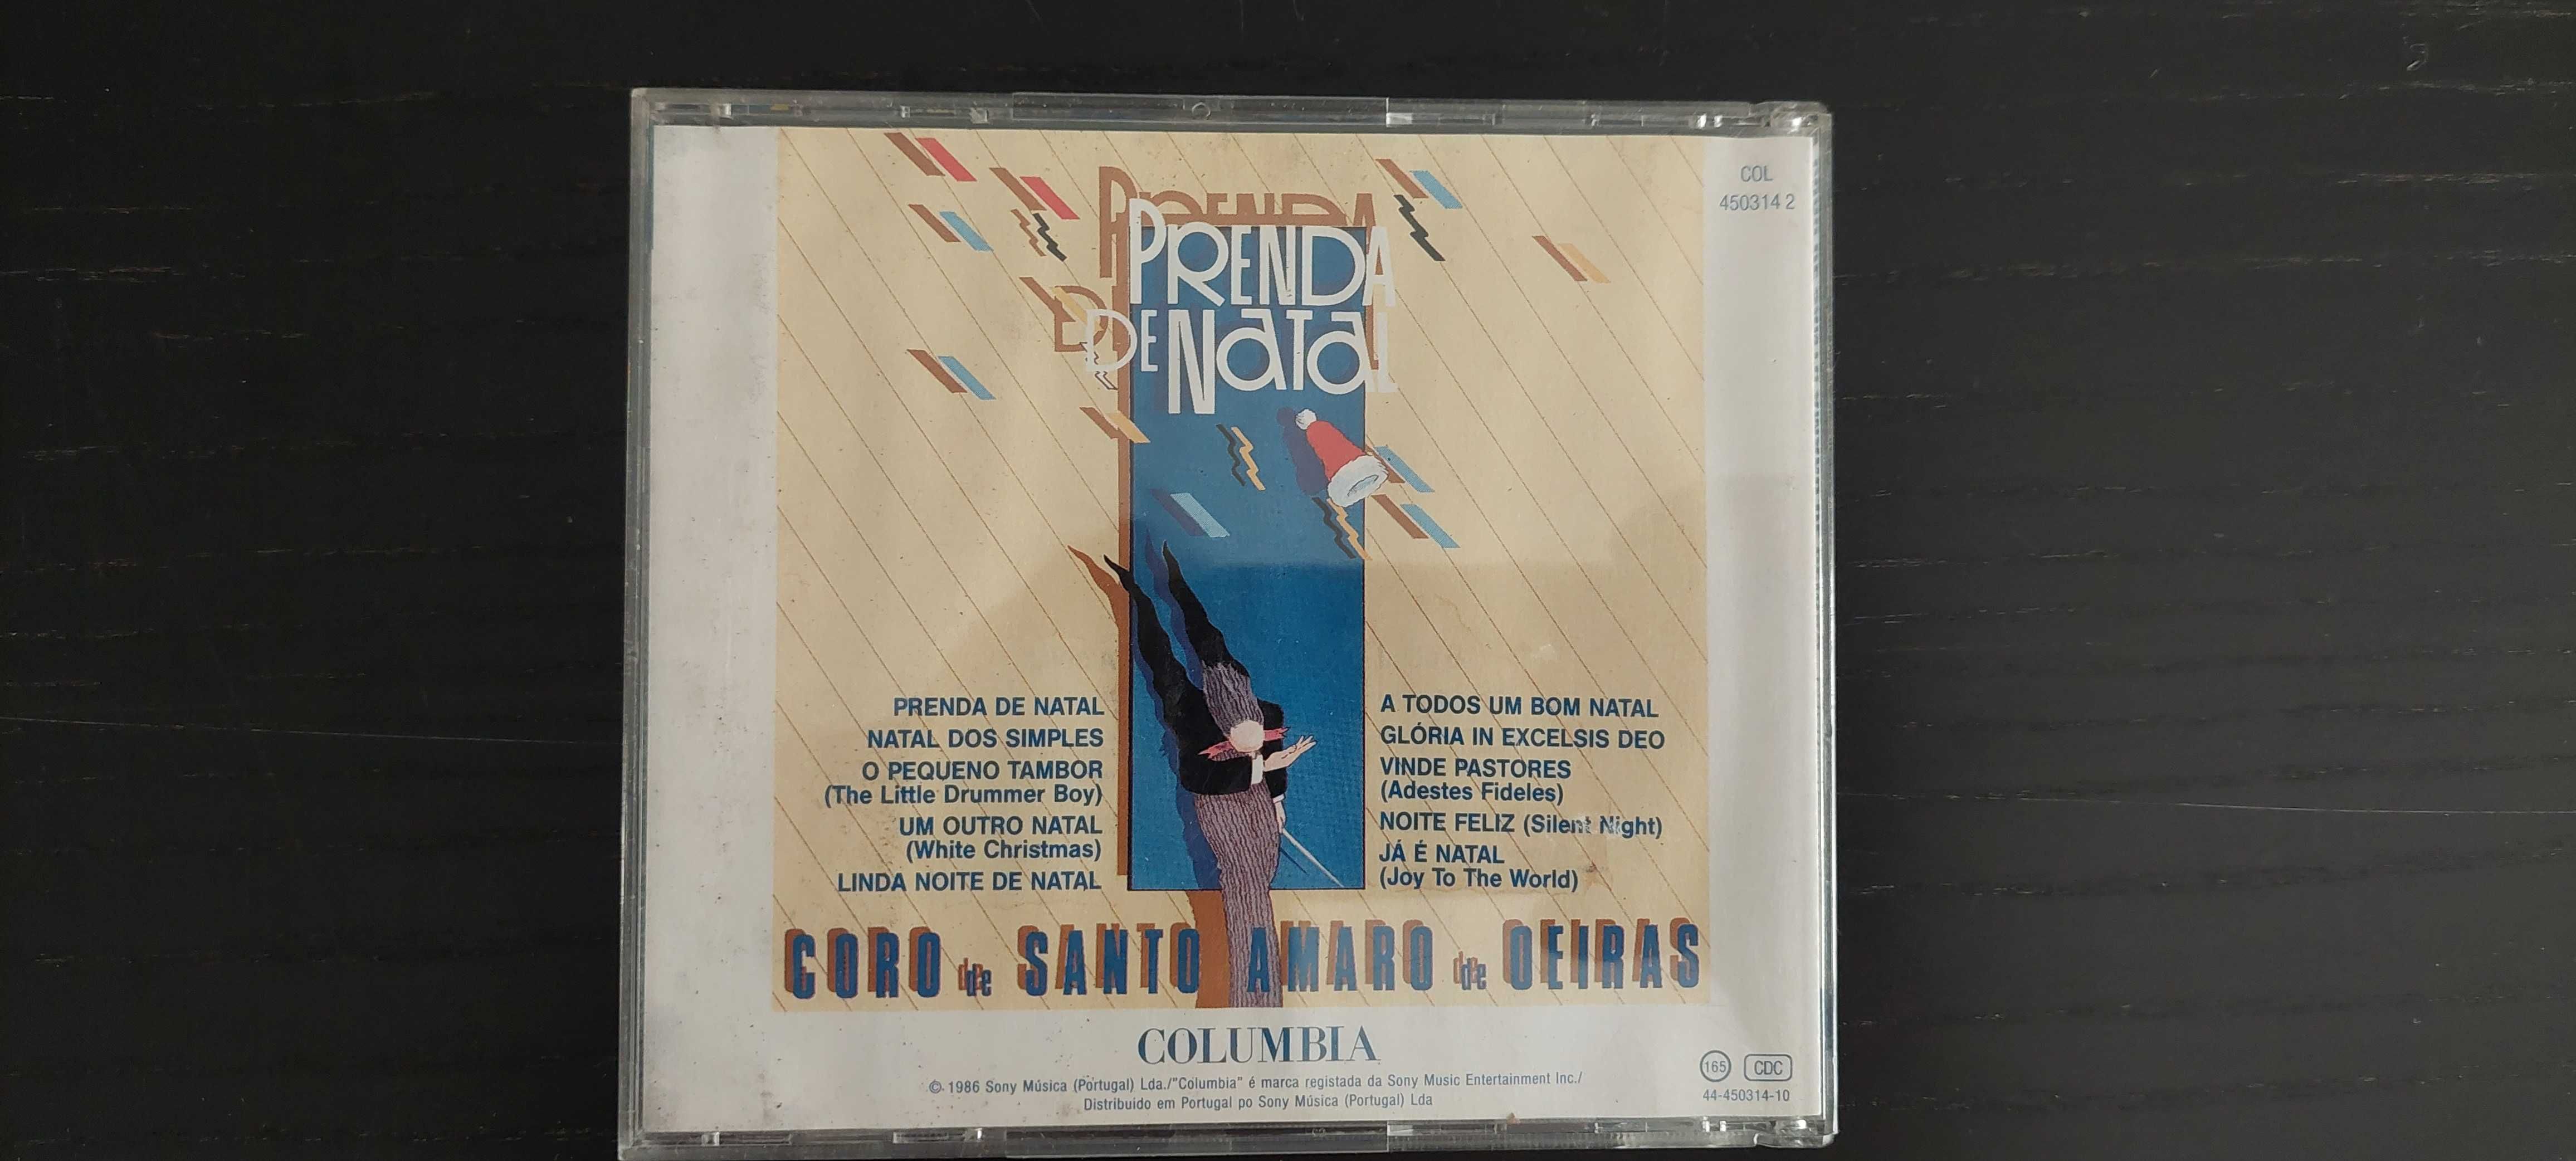 COL
450314 2
PRENDA
DE NATAL
PRENDA DE NATAL
NATAL DOS SIMPLES
O PEQUENO TAMBOR
(The Little Drummer Boy)
UM OUTRO NATAL
(White Christmas)
LINDA NOITE DE NATAL
A TODOS UM BOM NATAL
GLÓRIA IN EXCELSIS DEO
VINDE PASTORES
(Adestes Fideles)
NOITE FELIZ (Silent Night)
JÁ É NATAL
(Joy To The World)
CORO de SANTO AMARO de OEIRAS
COLUMBIA
© 1986 Sony Música (Portugal) Lda./"Columbia" é marca registada da Sony Music Entertainment Inc./
Distribuido em Portugal po Sony Música (Portugal) Lda
165 CDC
44-450314-10